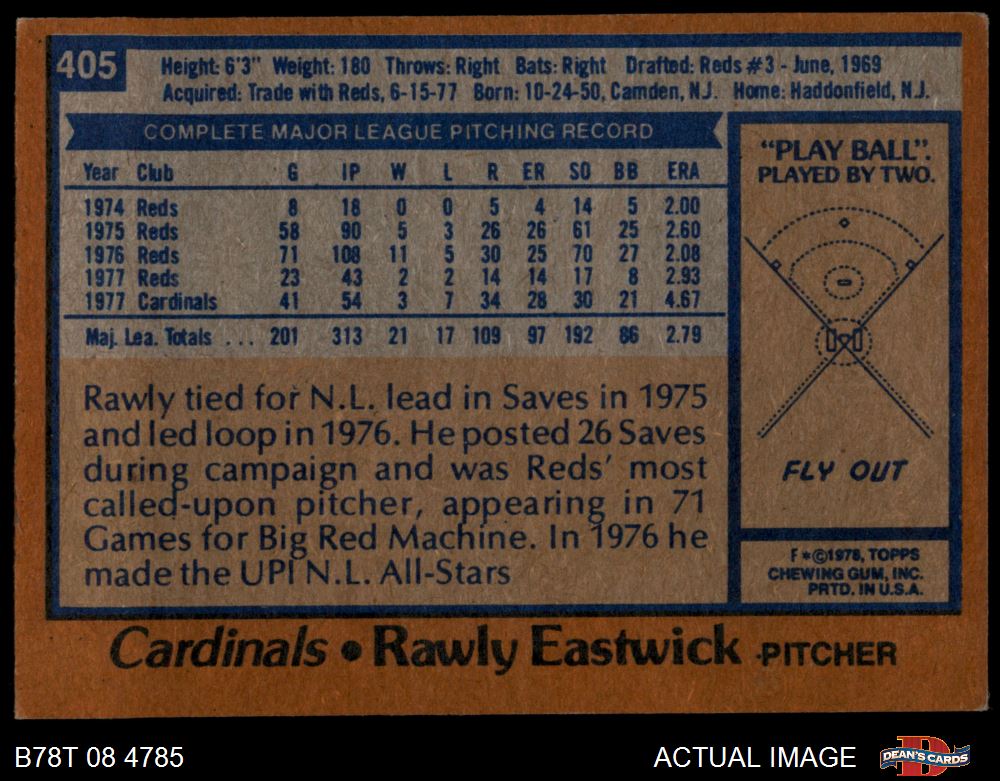 405
Height: 6'3" Weight: 180 Throws: Right Bats: Right Drafted: Reds #3 - June, 1969
Acquired: Trade with Reds, 6-15-77 Born: 10-24-50, Camden, N.J. Home: Haddonfield, N.J.
COMPLETE MAJOR LEAGUE PITCHING RECORD
Year Club G IP W L R ER SO BB ERA
1974 Reds 8 18 0 0 5 4 14 5 2.00
1975 Reds 58 90 5 3 26 26 61 25 2.60
1976 Reds 71 108 11 5 30 25 70 27 2.08
1977 Reds 23 43 2 2 14 14 17 8 2.93
1977 Cardinals 41 54 3 7 34 28 30 21 4.67
Maj. Lea. Totals ... 201 313 21 17 109 97 192 86 2.79
Rawly tied for N.L. lead in Saves in 1975
and led loop in 1976. He posted 26 Saves
during campaign and was Reds' most
called-upon pitcher, appearing in 71
Games for Big Red Machine. In 1976 he
made the UPI N.L. All-Stars
"PLAY BALL".
PLAYED BY TWO.
FLY OUT
F*©1978, TOPPS
CHEWING GUM, INC.
PRTD. IN U.S.A.
Cardinals • Rawly Eastwick • PITCHER
B78T 08 4785
ACTUAL IMAGE
D
DEAN'S CARDS